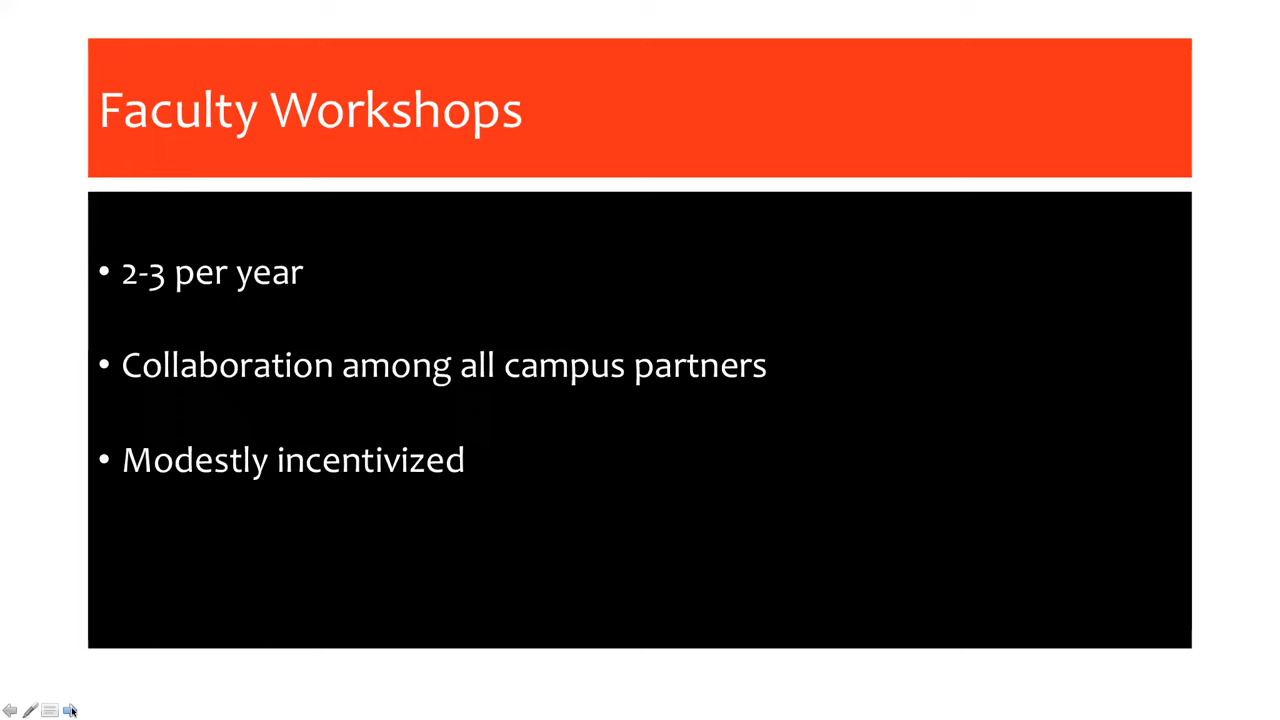 Faculty Workshops
• 2-3 per year
• Collaboration among all campus partners
• Modestly incentivized